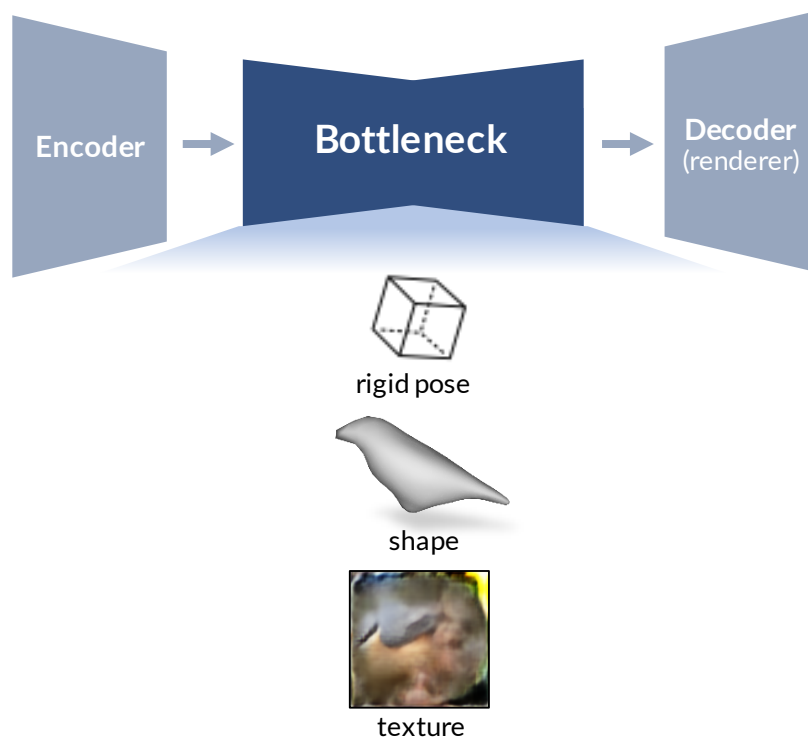 Encoder
Bottleneck
Decoder
(renderer)
rigid pose
shape
texture